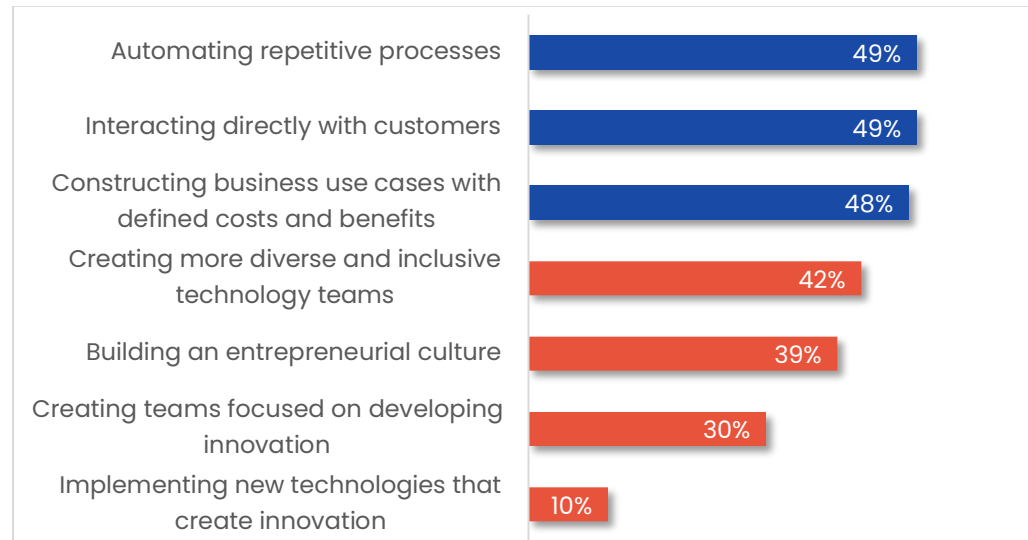 Automating repetitive processes
49%
Interacting directly with customers
49%
Constructing business use cases with
defined costs and benefits
48%
Creating more diverse and inclusive
technology teams
42%
Building an entrepreneurial culture
39%
Creating teams focused on developing
innovation
30%
Implementing new technologies that
create innovation
10%